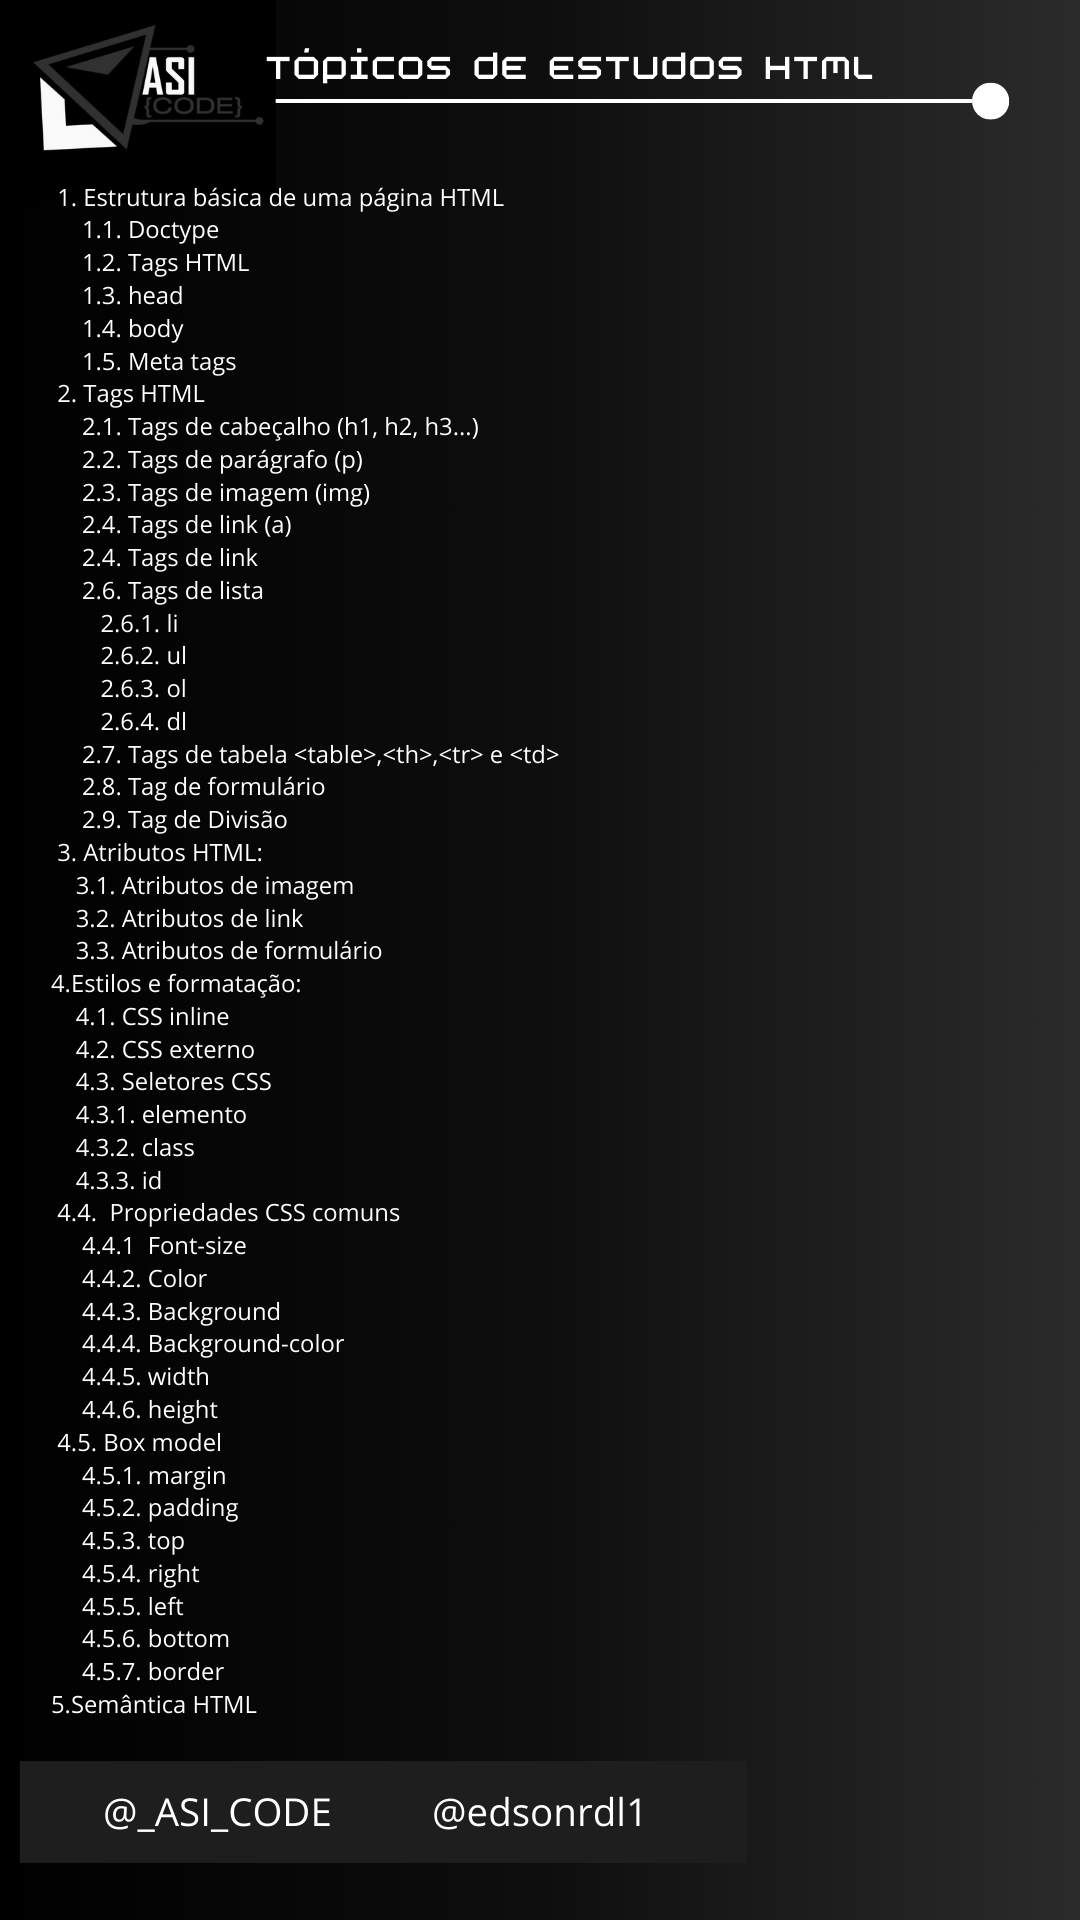 ASI
{CODE}
TÓPICOS DE ESTUDOS HTML
1. Estrutura básica de uma página HTML
1.1. Doctype
1.2. Tags HTML
1.3. head
1.4. body
1.5. Meta tags
2. Tags HTML
2.1. Tags de cabeçalho (h1, h2, h3...)
2.2. Tags de parágrafo (p)
2.3. Tags de imagem (img)
2.4. Tags de link (a)
2.4. Tags de link
2.6. Tags de lista
2.6.1. li
2.6.2. ul
2.6.3. ol
2.6.4. dl
2.7. Tags de tabela <table>,<th>,<tr> e <td>
2.8. Tag de formulário
2.9. Tag de Divisão
3. Atributos HTML:
3.1. Atributos de imagem
3.2. Atributos de link
3.3. Atributos de formulário
4.Estilos e formatação:
4.1. CSS inline
4.2. CSS externo
4.3. Seletores CSS
4.3.1. elemento
4.3.2. class
4.3.3. id
4.4.  Propriedades CSS comuns
4.4.1  Font-size
4.4.2. Color
4.4.3. Background
4.4.4. Background-color
4.4.5. width
4.4.6. height
4.5. Box model
4.5.1. margin
4.5.2. padding
4.5.3. top
4.5.4. right
4.5.5. left
4.5.6. bottom
4.5.7. border
5.Semântica HTML
@_ASI_CODE @edsonrdl1